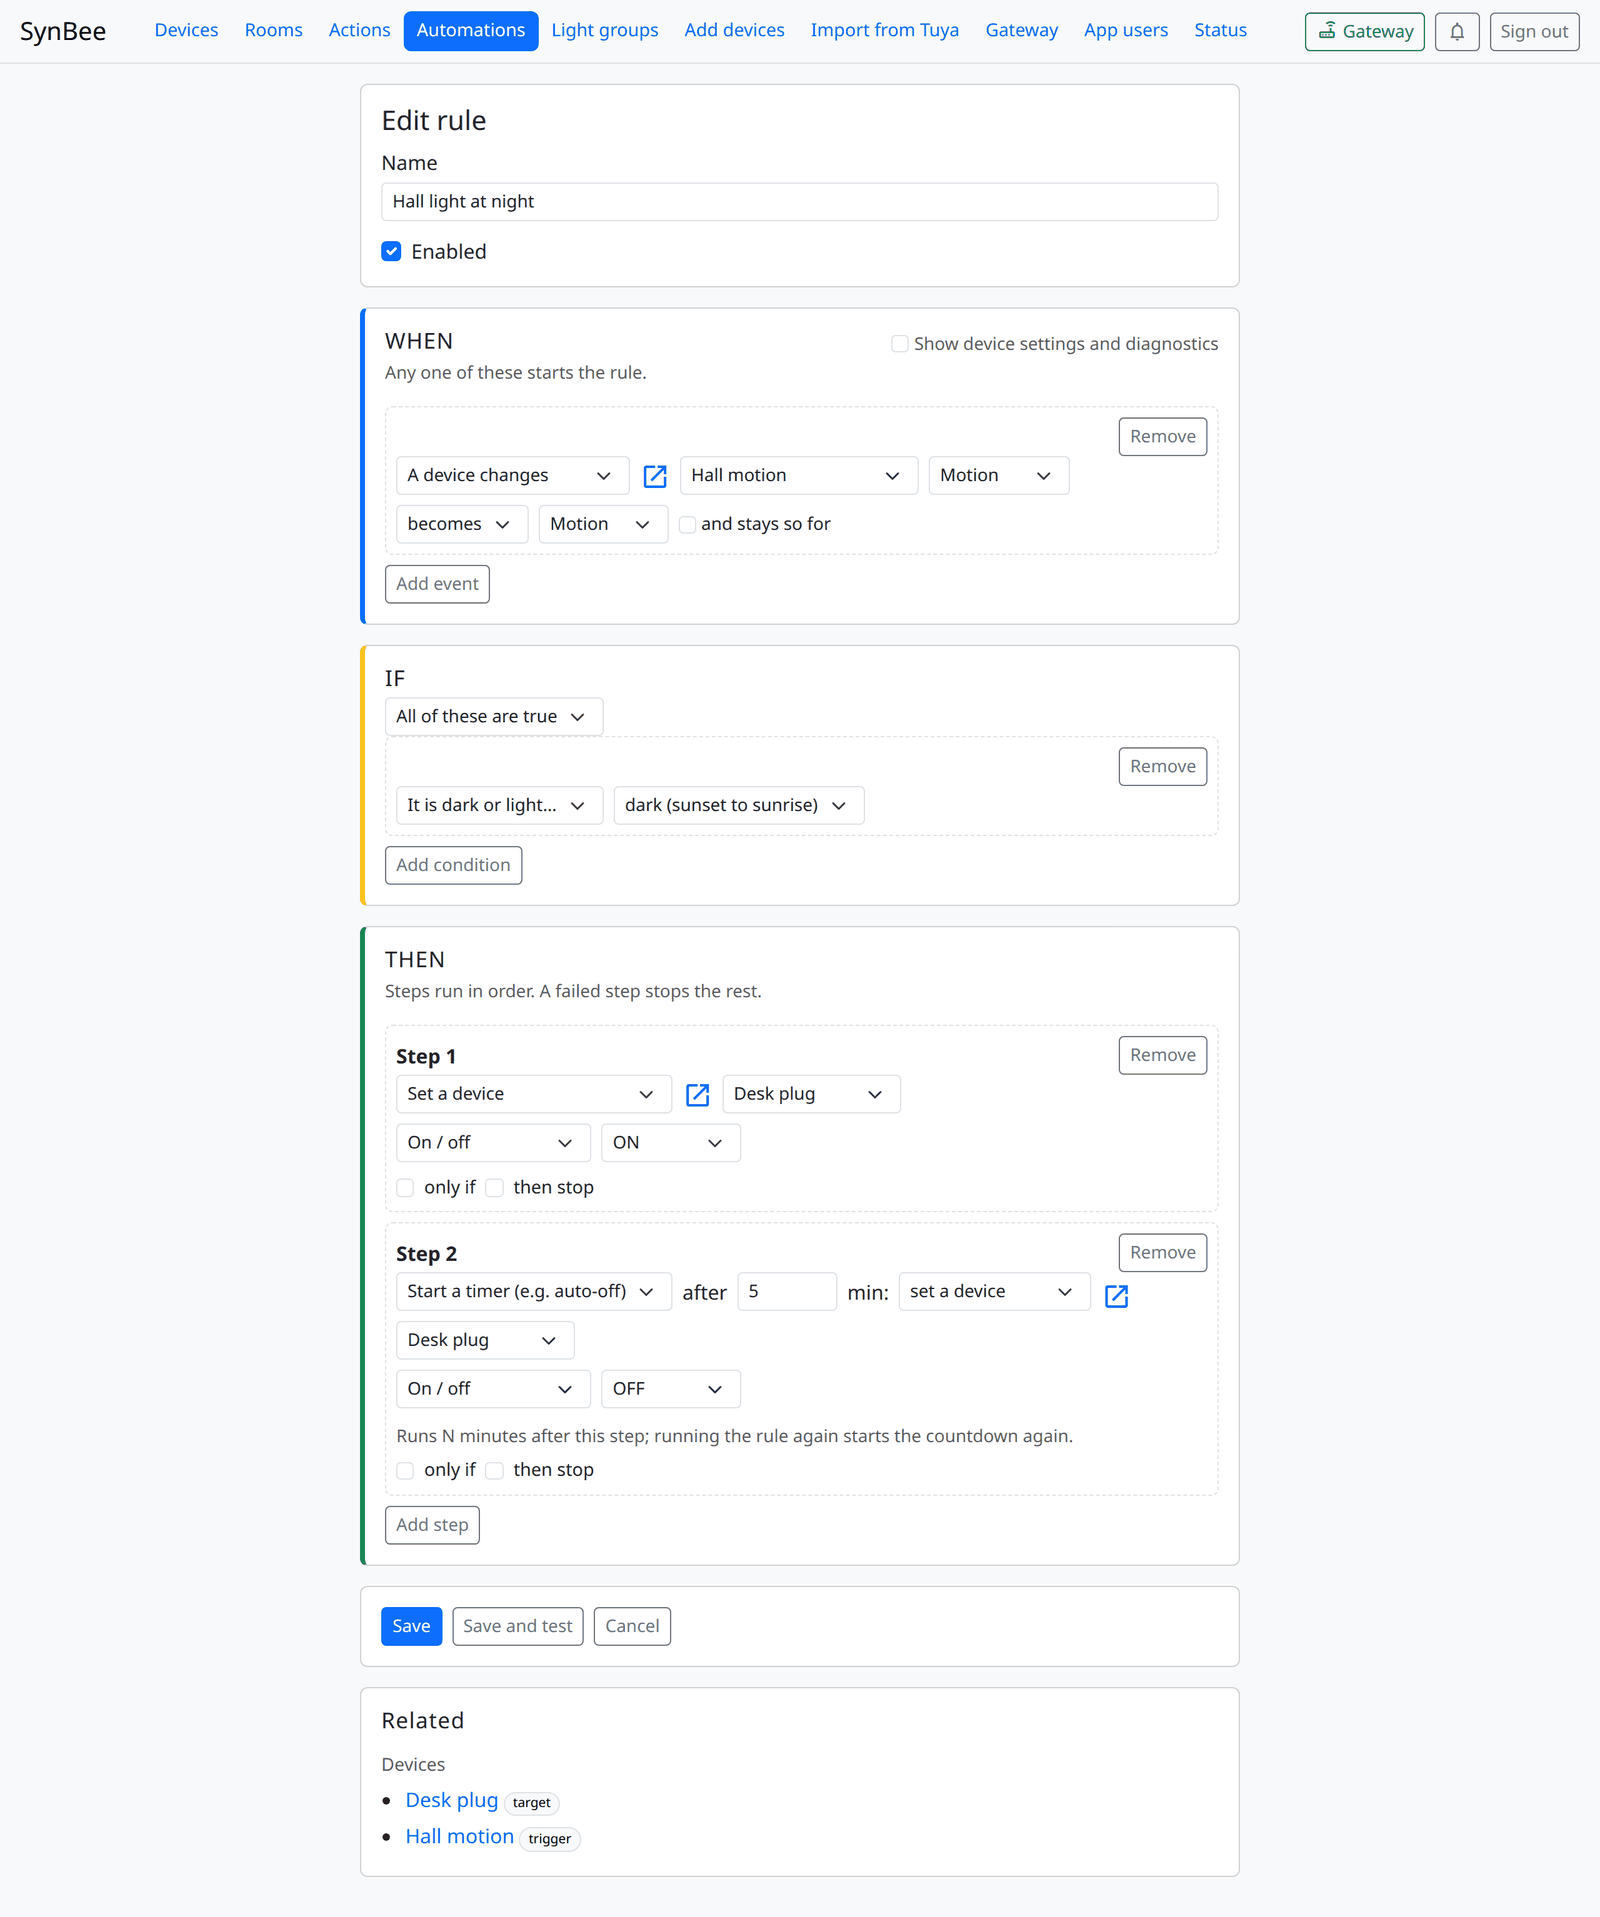 SynBee Devices Rooms Actions Automations Light groups Add devices Import from Tuya Gateway App users Status Gateway Sign out
Edit rule
Name
Hall light at night
Enabled
WHEN
Show device settings and diagnostics
Any one of these starts the rule.
Remove
A device changes Hall motion Motion
becomes Motion and stays so for
Add event
IF
All of these are true
Remove
It is dark or light... dark (sunset to sunrise)
Add condition
THEN
Steps run in order. A failed step stops the rest.
Step 1
Remove
Set a device Desk plug
On / off ON
only if then stop
Step 2
Remove
Start a timer (e.g. auto-off) after 5 min: set a device
Desk plug
On / off OFF
Runs N minutes after this step; running the rule again starts the countdown again.
only if then stop
Add step
Save Save and test Cancel
Related
Devices
Desk plug target
Hall motion trigger